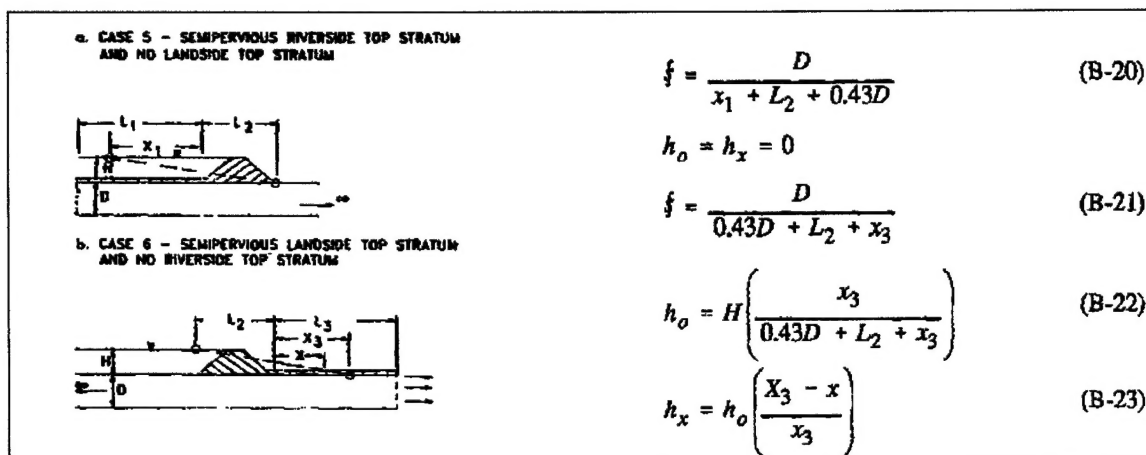 a. CASE 5 - SEMIPERVIOUS RIVERSIDE TOP STRATUM
AND NO LANDSIDE TOP STRATUM
L₁ L₂
X₁
H
D
∞
b. CASE 6 - SEMIPERVIOUS LANDSIDE TOP STRATUM
AND NO RIVERSIDE TOP STRATUM
L₂ L₃
X₃
X
H
D
∞
𝘧 = D / (x₁ + L₂ + 0.43D) (B-20)
hₒ = hₓ = 0
𝘧 = D / (0.43D + L₂ + x₃) (B-21)
hₒ = H ( x₃ / (0.43D + L₂ + x₃) ) (B-22)
hₓ = hₒ ( (X₃ - x) / x₃ ) (B-23)